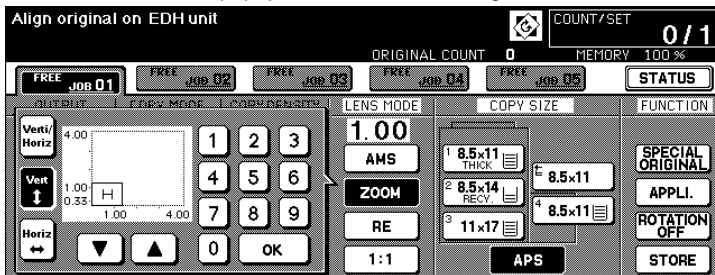 Align original on EDH unit
COUNT/SET
0/1
ORIGINAL COUNT 0 MEMORY 100%
FREE JOB 01
FREE JOB 02
FREE JOB 03
FREE JOB 04
FREE JOB 05
STATUS
OUTPUT COPY MODE COPY DENSITY LENS MODE COPY SIZE FUNCTION
Verti/
Horiz
4.00
1 2 3
1.00
AMS
1 8.5x11
THICK
SPECIAL
ORIGINAL
Vert
1.00
0.33
H
1.00 4.00
4 5 6
ZOOM
2 8.5x14
RECY.
8.5x11
APPLI.
Horiz
7 8 9
RE
3 11x17
4 8.5x11
ROTATION
OFF
0 OK
1:1
APS
STORE